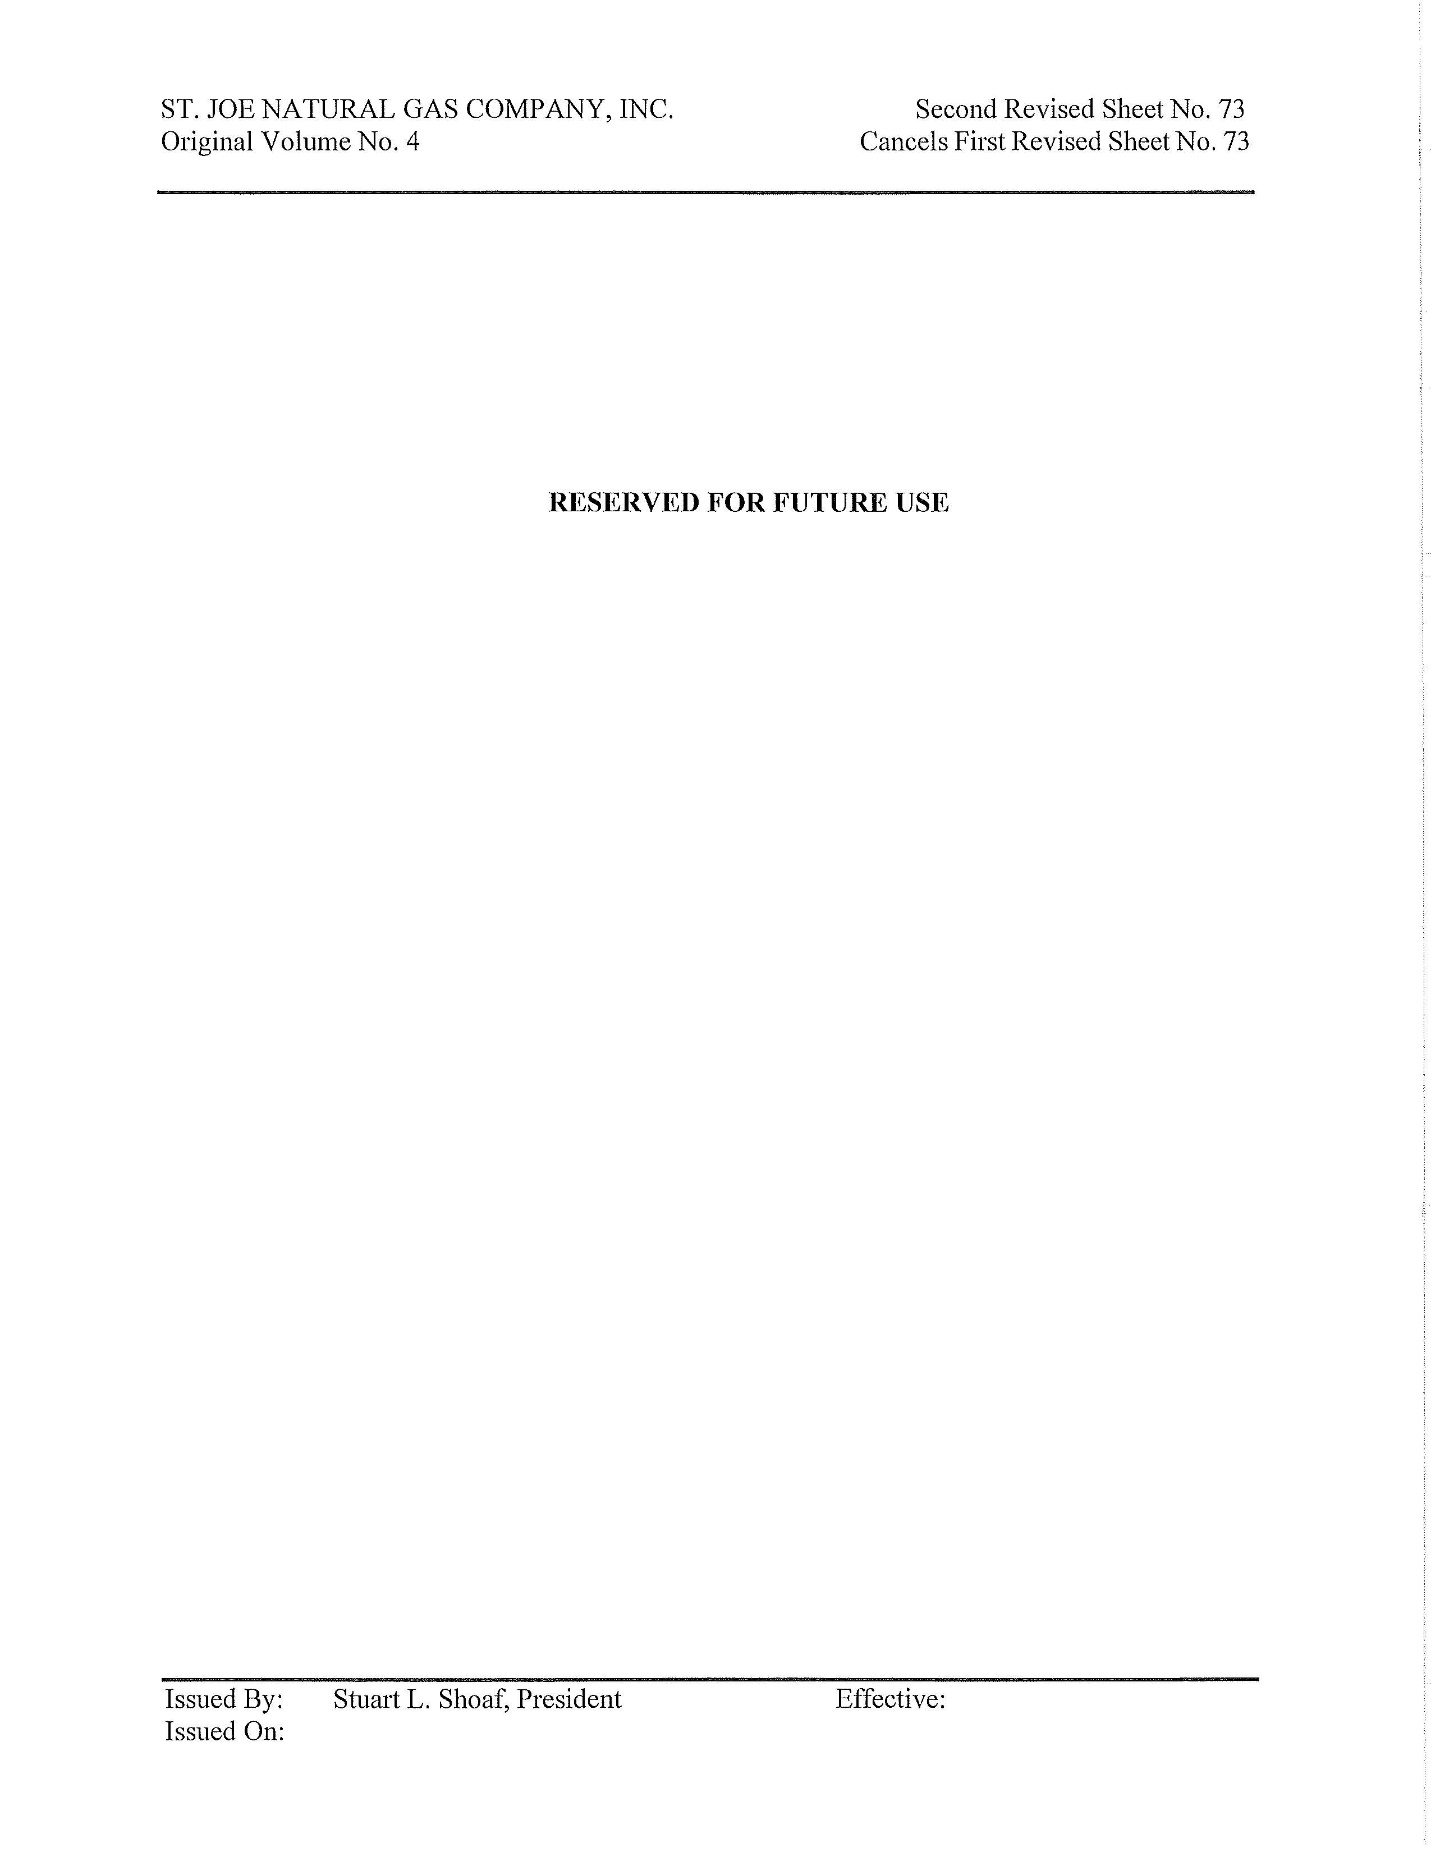 ST. JOE NATURAL GAS COMPANY, INC. Second Revised Sheet No. 73
Original Volume No. 4 Cancels First Revised Sheet No. 73
RESERVED FOR FUTURE USE
Issued By: Stuart L. Shoaf, President Effective:
Issued On: